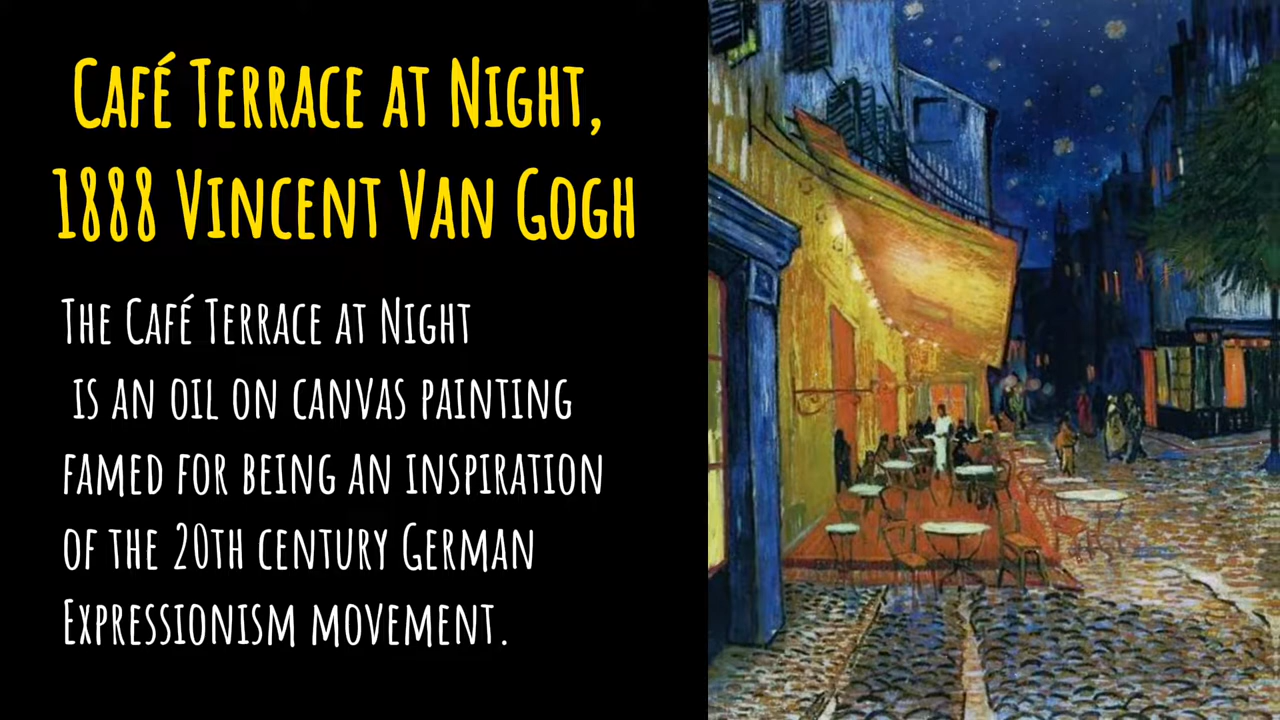 Café Terrace at Night,
1888 Vincent Van Gogh
The Café Terrace at Night
is an oil on canvas painting
famed for being an inspiration
of the 20th century German
Expressionism movement.